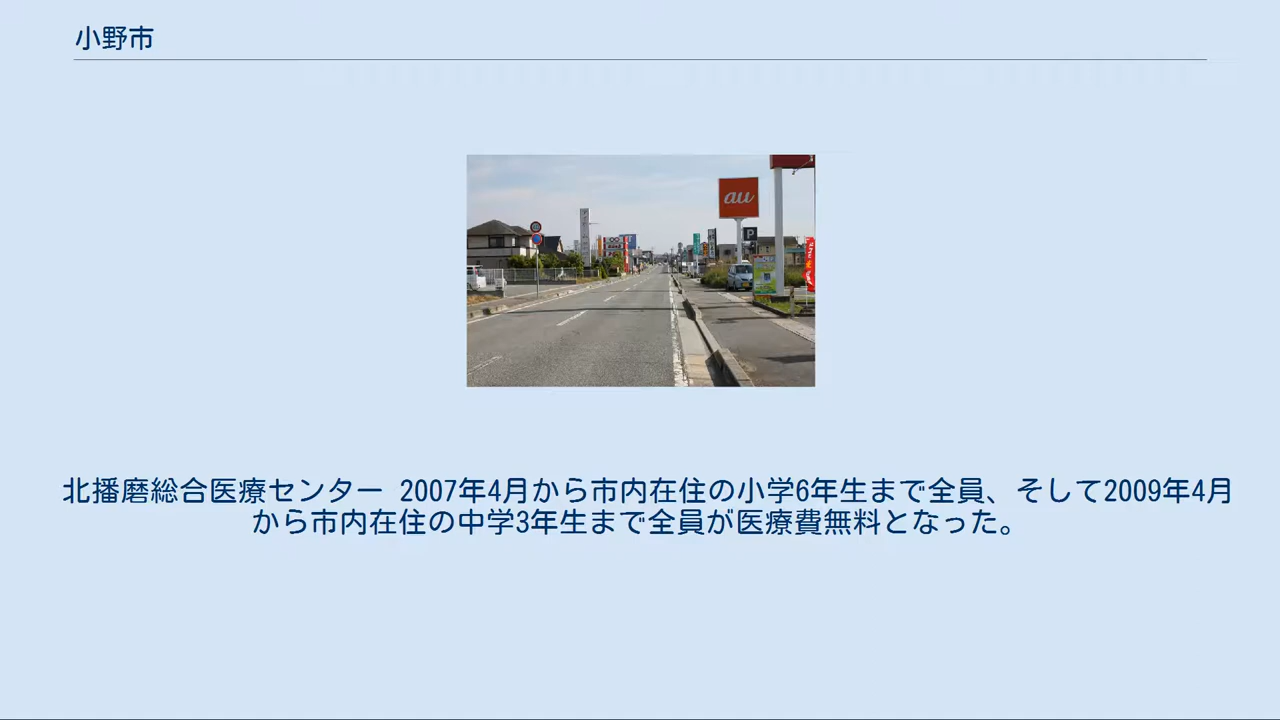 小野市
au
P
北播磨総合医療センター 2007年4月から市内在住の小学6年生まで全員、そして2009年4月
から市内在住の中学3年生まで全員が医療費無料となった。